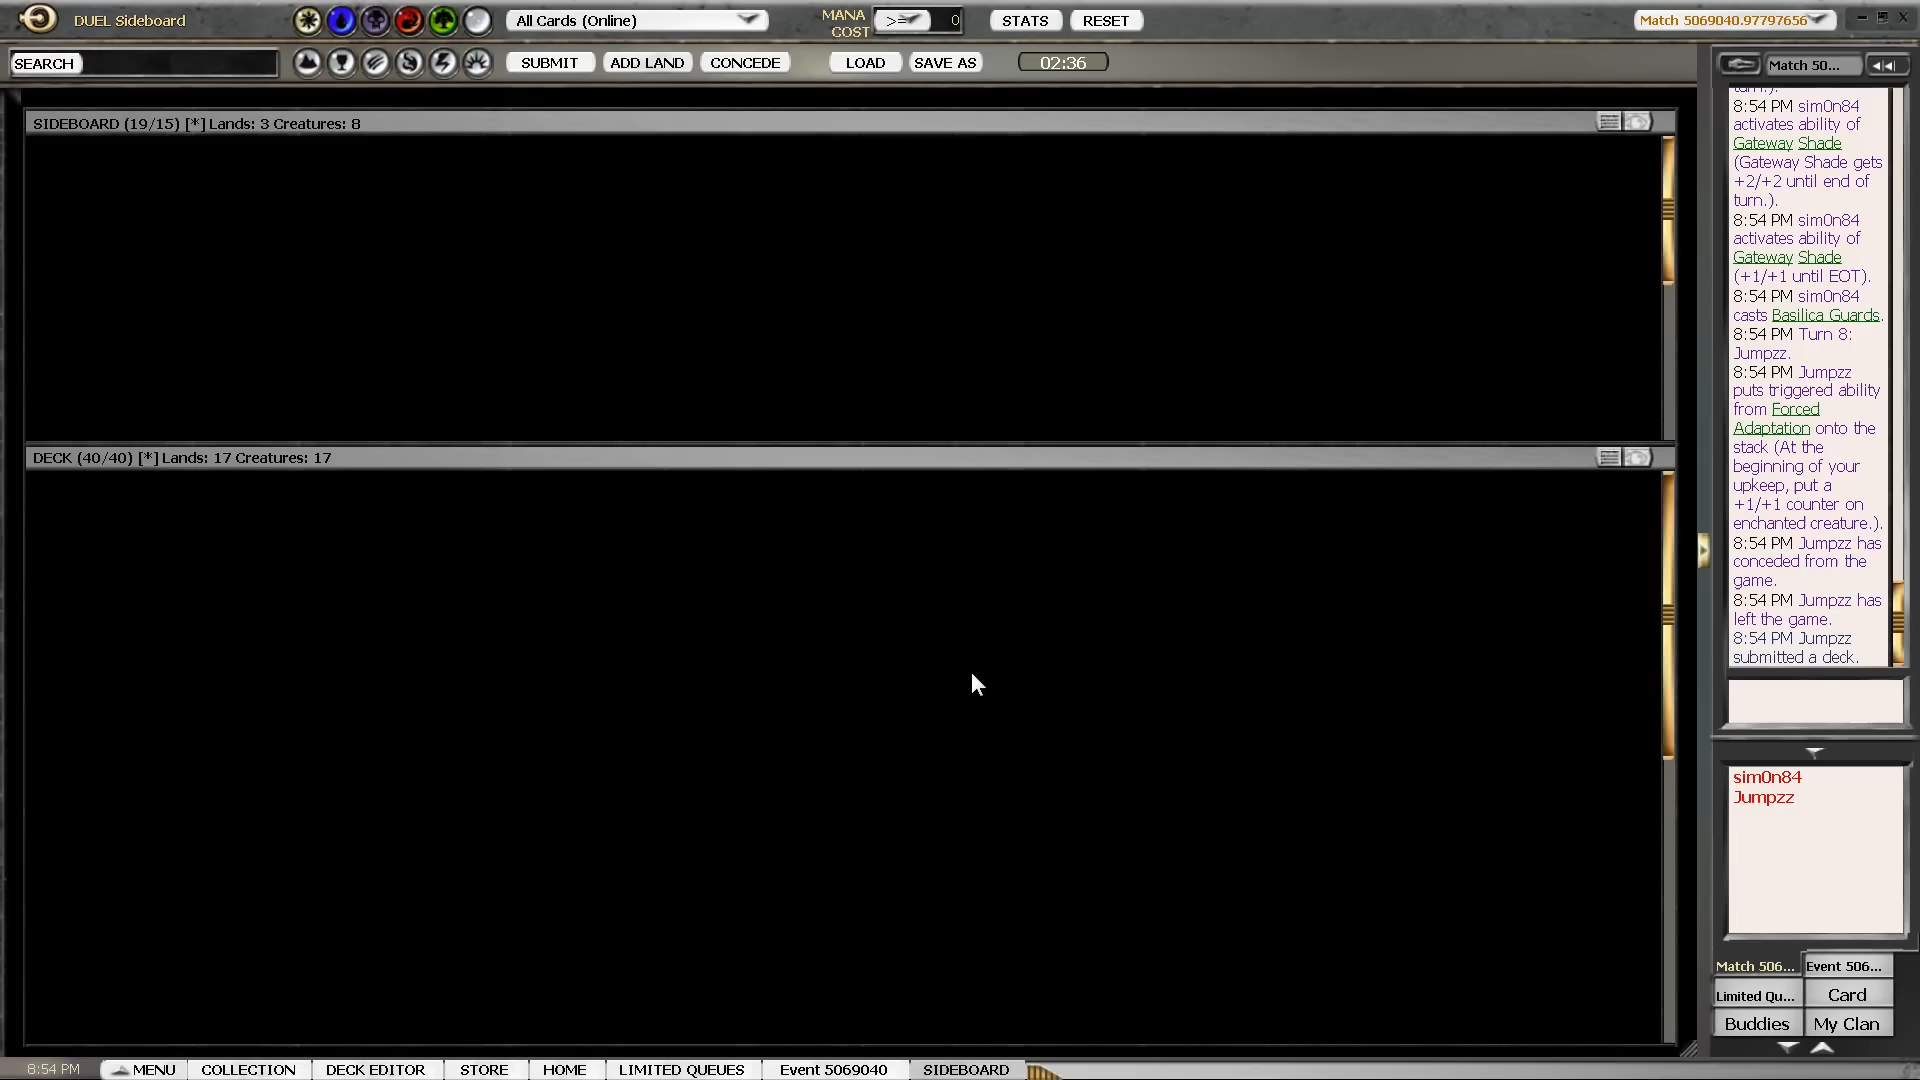 DUEL Sideboard
All Cards (Online)
MANA COST
>=
0
STATS
RESET
Match 5069040.97797656
SEARCH
SUBMIT
ADD LAND
CONCEDE
LOAD
SAVE AS
02:36
Match 50...
SIDEBOARD (19/15) [*] Lands: 3 Creatures: 8
DECK (40/40) [*] Lands: 17 Creatures: 17
turn.).
8:54 PM sim0n84
activates ability of
Gateway Shade
(Gateway Shade gets
+2/+2 until end of
turn.).
8:54 PM sim0n84
activates ability of
Gateway Shade
(+1/+1 until EOT).
8:54 PM sim0n84
casts Basilica Guards.
8:54 PM Turn 8:
Jumpzz.
8:54 PM Jumpzz
puts triggered ability
from Forced
Adaptation onto the
stack (At the
beginning of your
upkeep, put a
+1/+1 counter on
enchanted creature.).
8:54 PM Jumpzz has
conceded from the
game.
8:54 PM Jumpzz has
left the game.
8:54 PM Jumpzz
submitted a deck.
sim0n84
Jumpzz
Match 506...
Event 506...
Limited Qu...
Card
Buddies
My Clan
8:54 PM
MENU
COLLECTION
DECK EDITOR
STORE
HOME
LIMITED QUEUES
Event 5069040
SIDEBOARD